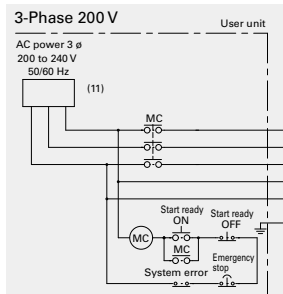 3-Phase 200 V
User unit
AC power 3 ø
200 to 240 V
50/60 Hz
(11)
MC
Start ready
ON
Start ready
OFF
MC
MC
Emergency
stop
System error